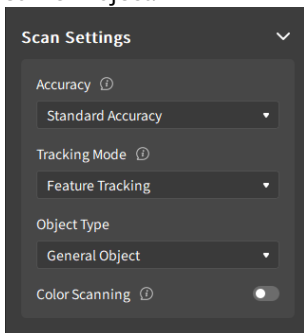 Scan Settings
Accuracy
Standard Accuracy
Tracking Mode
Feature Tracking
Object Type
General Object
Color Scanning